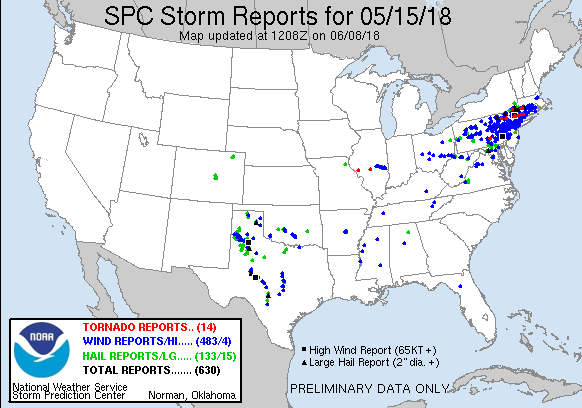 SPC Storm Reports for 05/15/18
Map updated at 1208Z on 06/08/18
TORNADO REPORTS.. (14)
WIND REPORTS/HI..... (483/4)
HAIL REPORTS/LG..... (133/15)
TOTAL REPORTS....... (630)
NOAA
National Weather Service
Storm Prediction Center Norman, Oklahoma
High Wind Report (65KT +)
Large Hail Report (2" dia. +)
PRELIMINARY DATA ONLY